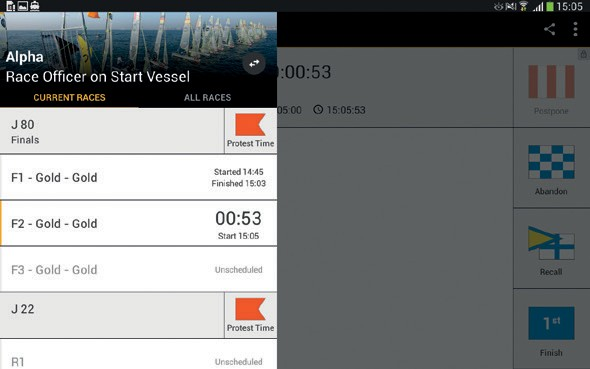 15:05
Alpha
Race Officer on Start Vessel
CURRENT RACES
ALL RACES
J 80
Finals
Protest Time
F1 - Gold - Gold
Started 14:45
Finished 15:03
F2 - Gold - Gold
00:53
Start 15:05
F3 - Gold - Gold
Unscheduled
J 22
Protest Time
R1
Unscheduled
:00:53
05:00
15:05:53
Postpone
Abandon
Recall
1st
Finish